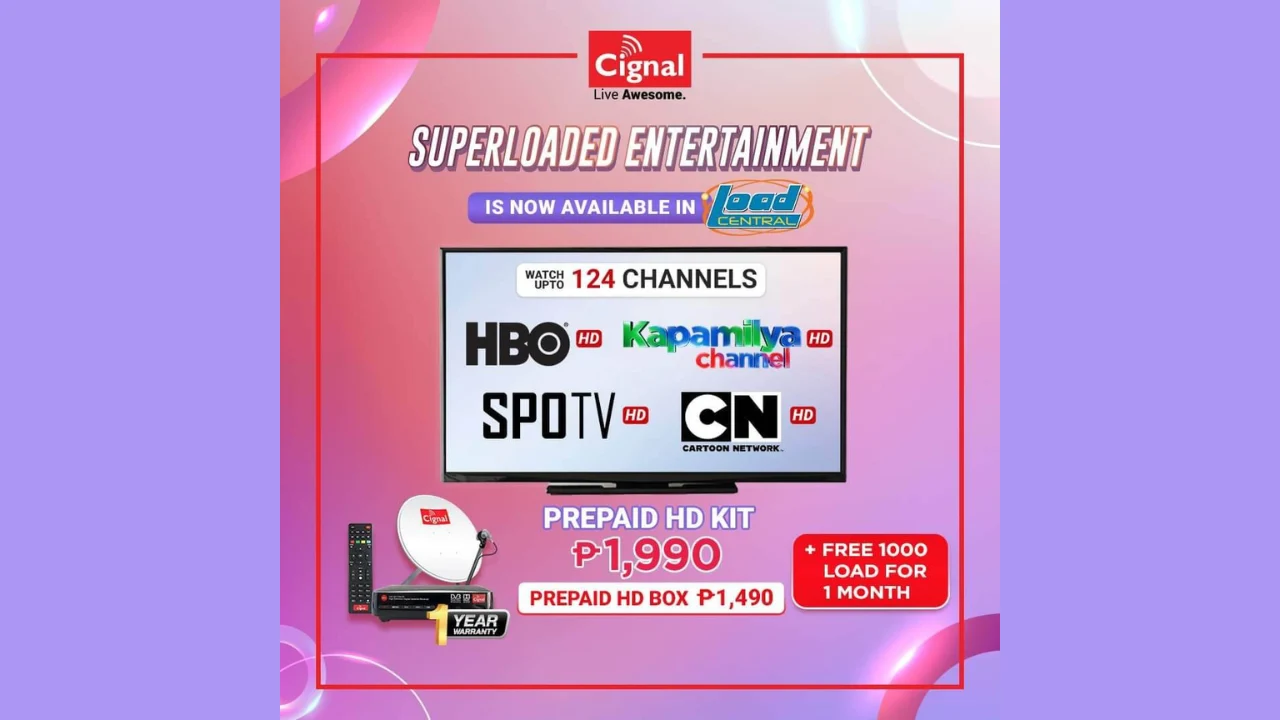 Cignal
Live Awesome.
SUPERLOADED ENTERTAINMENT
IS NOW AVAILABLE IN Load CENTRAL
WATCH UPTO 124 CHANNELS
HBO HD Kapamilya channel HD
SPOTV HD CN HD
CARTOON NETWORK
Cignal
PREPAID HD KIT
₱1,990
PREPAID HD BOX ₱1,490
+ FREE 1000
LOAD FOR
1 MONTH
1 YEAR
WARRANTY